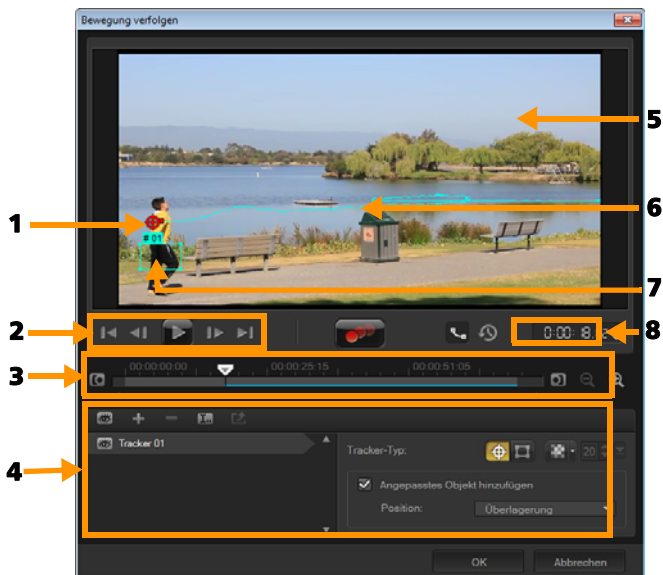 Bewegung verfolgen
5
6
1
# 01
7
2
8
0:00:18
3
00:00:00:00 00:00:25:15 00:00:51:05
Tracker 01
Tracker-Typ:
20
Angepasstes Objekt hinzufügen
4
Position: Überlagerung
OK Abbrechen